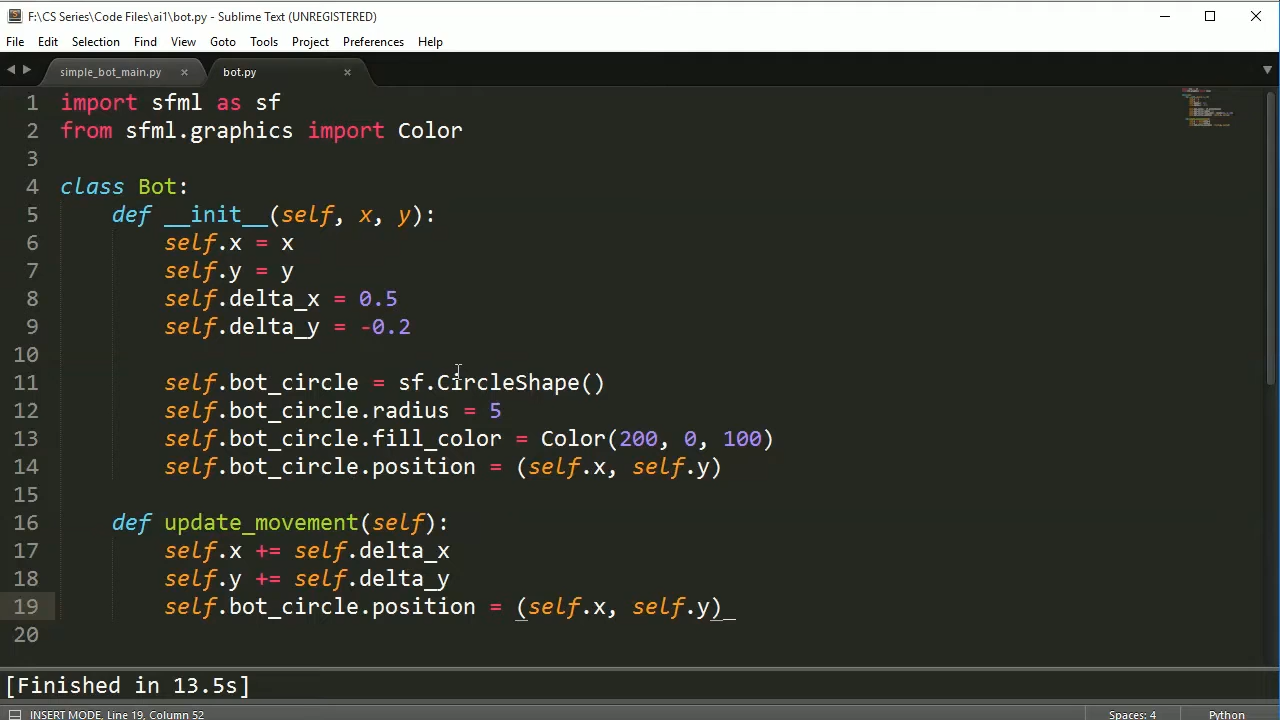 F:\CS Series\Code Files\ai1\bot.py - Sublime Text (UNREGISTERED)
File Edit Selection Find View Goto Tools Project Preferences Help
simple_bot_main.py × bot.py ×
1 import sfml as sf
2 from sfml.graphics import Color
3
4 class Bot:
5     def __init__(self, x, y):
6         self.x = x
7         self.y = y
8         self.delta_x = 0.5
9         self.delta_y = -0.2
10
11         self.bot_circle = sf.CircleShape()
12         self.bot_circle.radius = 5
13         self.bot_circle.fill_color = Color(200, 0, 100)
14         self.bot_circle.position = (self.x, self.y)
15
16     def update_movement(self):
17         self.x += self.delta_x
18         self.y += self.delta_y
19         self.bot_circle.position = (self.x, self.y)
20
[Finished in 13.5s]
INSERT MODE, Line 19, Column 52 Spaces: 4 Python